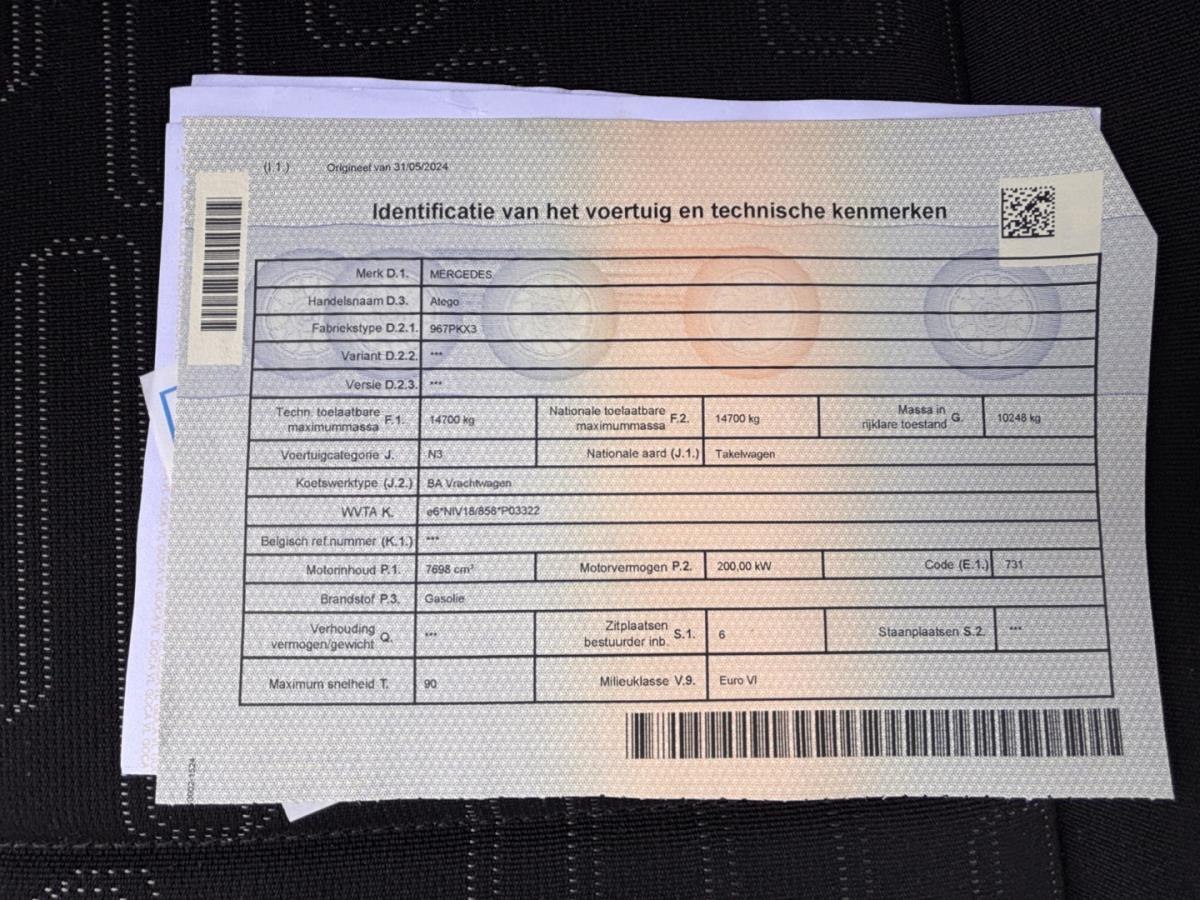 (I.1.) Origineel van 31/05/2024
Identificatie van het voertuig en technische kenmerken
Merk D.1. MERCEDES
Handelsnaam D.3. Atego
Fabriekstype D.2.1. 967PKX3
Variant D.2.2. ***
Versie D.2.3. ***
Techn. toelaatbare maximummassa F.1. 14700 kg Nationale toelaatbare maximummassa F.2. 14700 kg Massa in rijklare toestand G. 10248 kg
Voertuigcategorie J. N3 Nationale aard (J.1.) Takelwagen
Koetswerktype (J.2.) BA Vrachtwagen
WVTA K. e6*NIV18/858*P03322
Belgisch ref.nummer (K.1.) ***
Motorinhoud P.1. 7698 cm³ Motorvermogen P.2. 200,00 kW Code (E.1.) 731
Brandstof P.3. Gasolie
Verhouding vermogen/gewicht Q. *** Zitplaatsen bestuurder inb. S.1. 6 Staanplaatsen S.2. ***
Maximum snelheid T. 90 Milieuklasse V.9. Euro VI